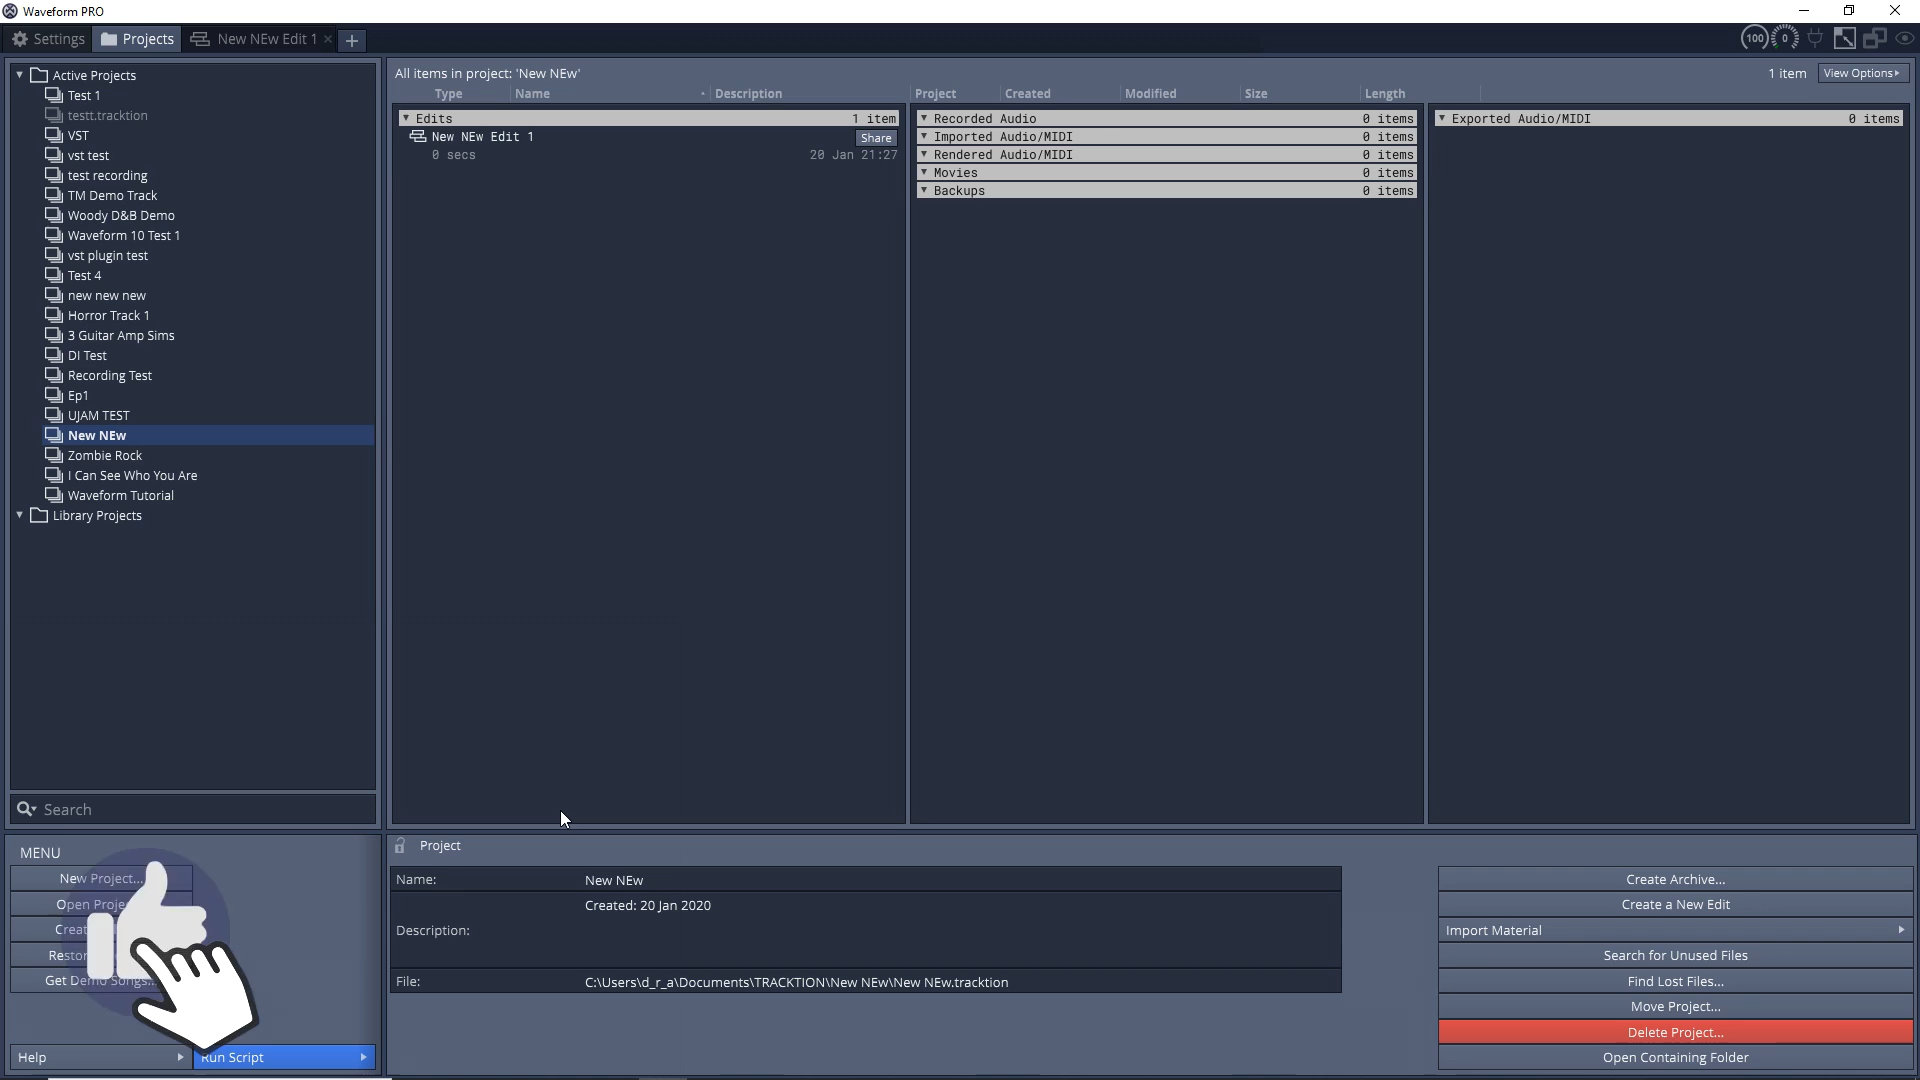 Waveform PRO
Settings
Projects
New NEw Edit 1
100
0
Active Projects
Test 1
testt.tracktion
VST
vst test
test recording
TM Demo Track
Woody D&B Demo
Waveform 10 Test 1
vst plugin test
Test 4
new new new
Horror Track 1
3 Guitar Amp Sims
DI Test
Recording Test
Ep1
UJAM TEST
New NEw
Zombie Rock
I Can See Who You Are
Waveform Tutorial
Library Projects
Search
All items in project: 'New NEw'
1 item
View Options
Type Name Description Project Created Modified Size Length
Edits 1 item
New NEw Edit 1 Share
0 secs 20 Jan 21:27
Recorded Audio 0 items
Imported Audio/MIDI 0 items
Rendered Audio/MIDI 0 items
Movies 0 items
Backups 0 items
Exported Audio/MIDI 0 items
MENU
New Project...
Open
Get Demo Songs...
Help
Run Script
Project
Name: New NEw
Created: 20 Jan 2020
Description:
File: C:\Users\d_r_a\Documents\TRACKTION\New NEw\New NEw.tracktion
Create Archive...
Create a New Edit
Import Material
Search for Unused Files
Find Lost Files...
Move Project...
Delete Project...
Open Containing Folder